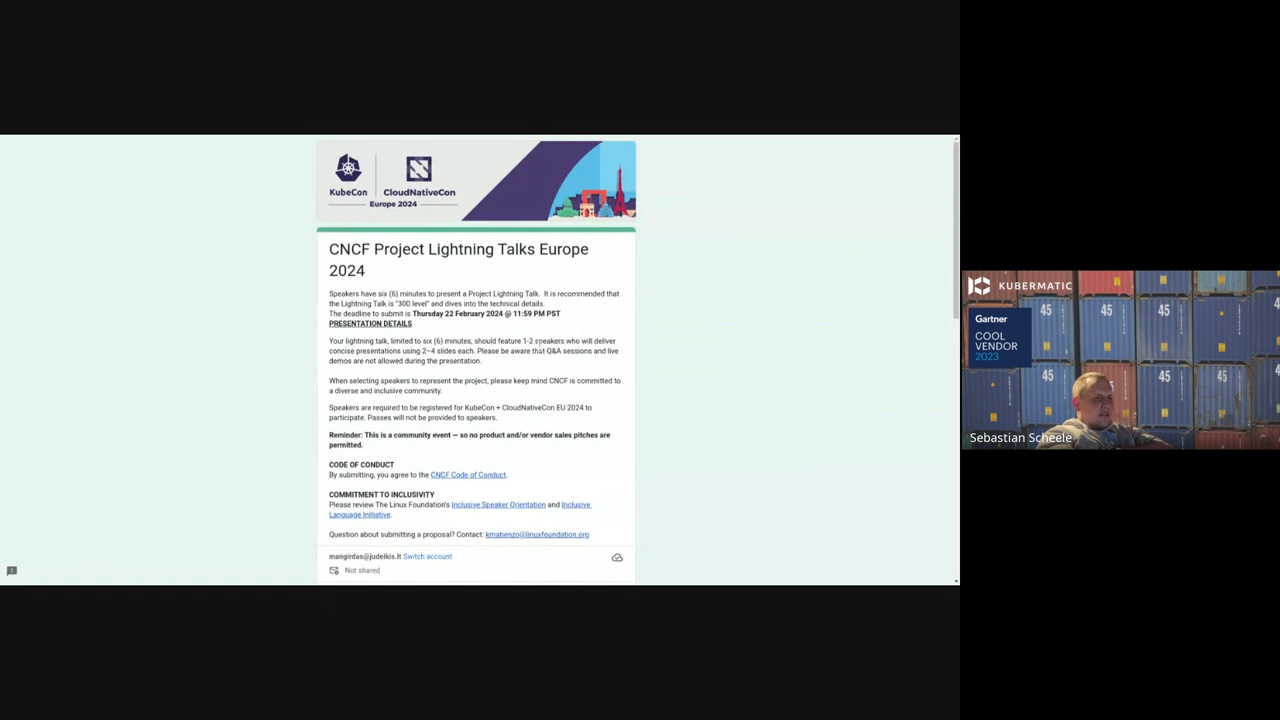 KubeCon
CloudNativeCon
Europe 2024
CNCF Project Lightning Talks Europe
2024
Speakers have six (6) minutes to present a Project Lightning Talk. It is recommended that
the Lightning Talk is "300 level" and dives into the technical details.
The deadline to submit is Thursday 22 February 2024 @ 11:59 PM PST
PRESENTATION DETAILS
Your lightning talk, limited to six (6) minutes, should feature 1-2 speakers who will deliver
concise presentations using 2–4 slides each. Please be aware that Q&A sessions and live
demos are not allowed during the presentation.
When selecting speakers to represent the project, please keep mind CNCF is committed to
a diverse and inclusive community.
Speakers are required to be registered for KubeCon + CloudNativeCon EU 2024 to
participate. Passes will not be provided to speakers.
Reminder: This is a community event — so no product and/or vendor sales pitches are
permitted.
CODE OF CONDUCT
By submitting, you agree to the CNCF Code of Conduct.
COMMITMENT TO INCLUSIVITY
Please review The Linux Foundation's Inclusive Speaker Orientation and Inclusive
Language Initiative.
Question about submitting a proposal? Contact: kmatienzo@linuxfoundation.org
mangirdas@judeikis.lt Switch account
Not shared
KUBERMATIC
Gartner
COOL
VENDOR
2023
45
45
45
45
45
45
Sebastian Scheele